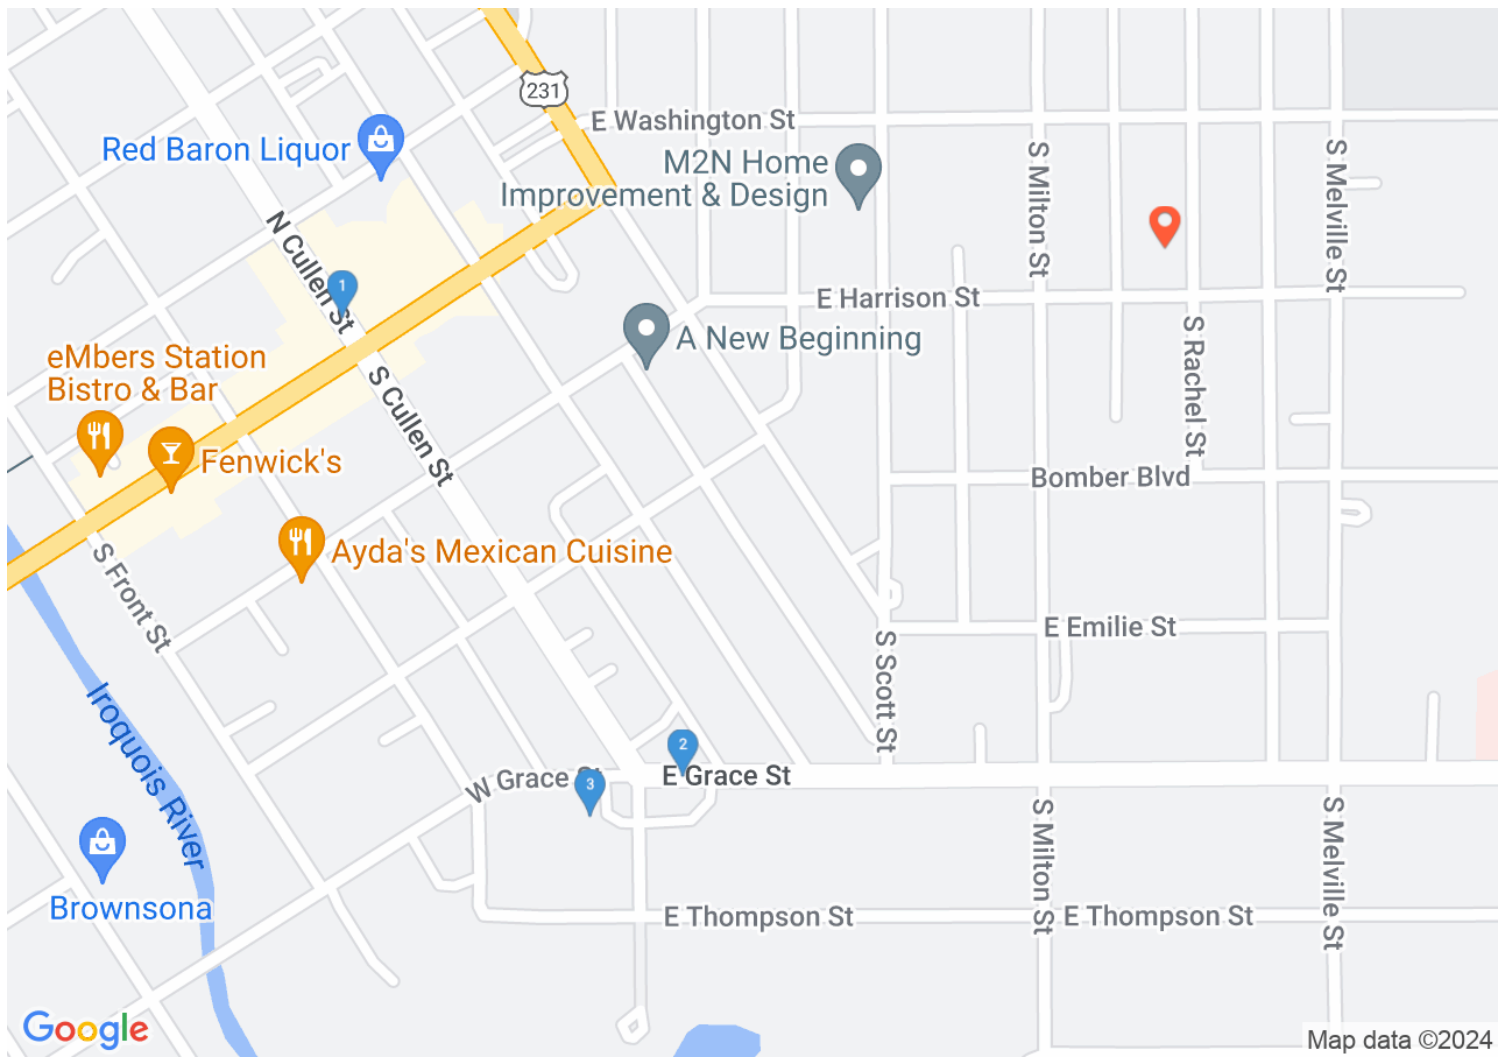 231
E Washington St
Red Baron Liquor
M2N Home
Improvement & Design
S Milton St
S Melville St
N Cullen St
1
E Harrison St
A New Beginning
S Rachel St
eMbers Station
Bistro & Bar
S Cullen St
Fenwick's
Bomber Blvd
Ayda's Mexican Cuisine
S Front St
E Emilie St
S Scott St
Iroquois River
2
W Grace St
E Grace St
3
S Milton St
S Melville St
Brownsona
E Thompson St
E Thompson St
Google
Map data ©2024